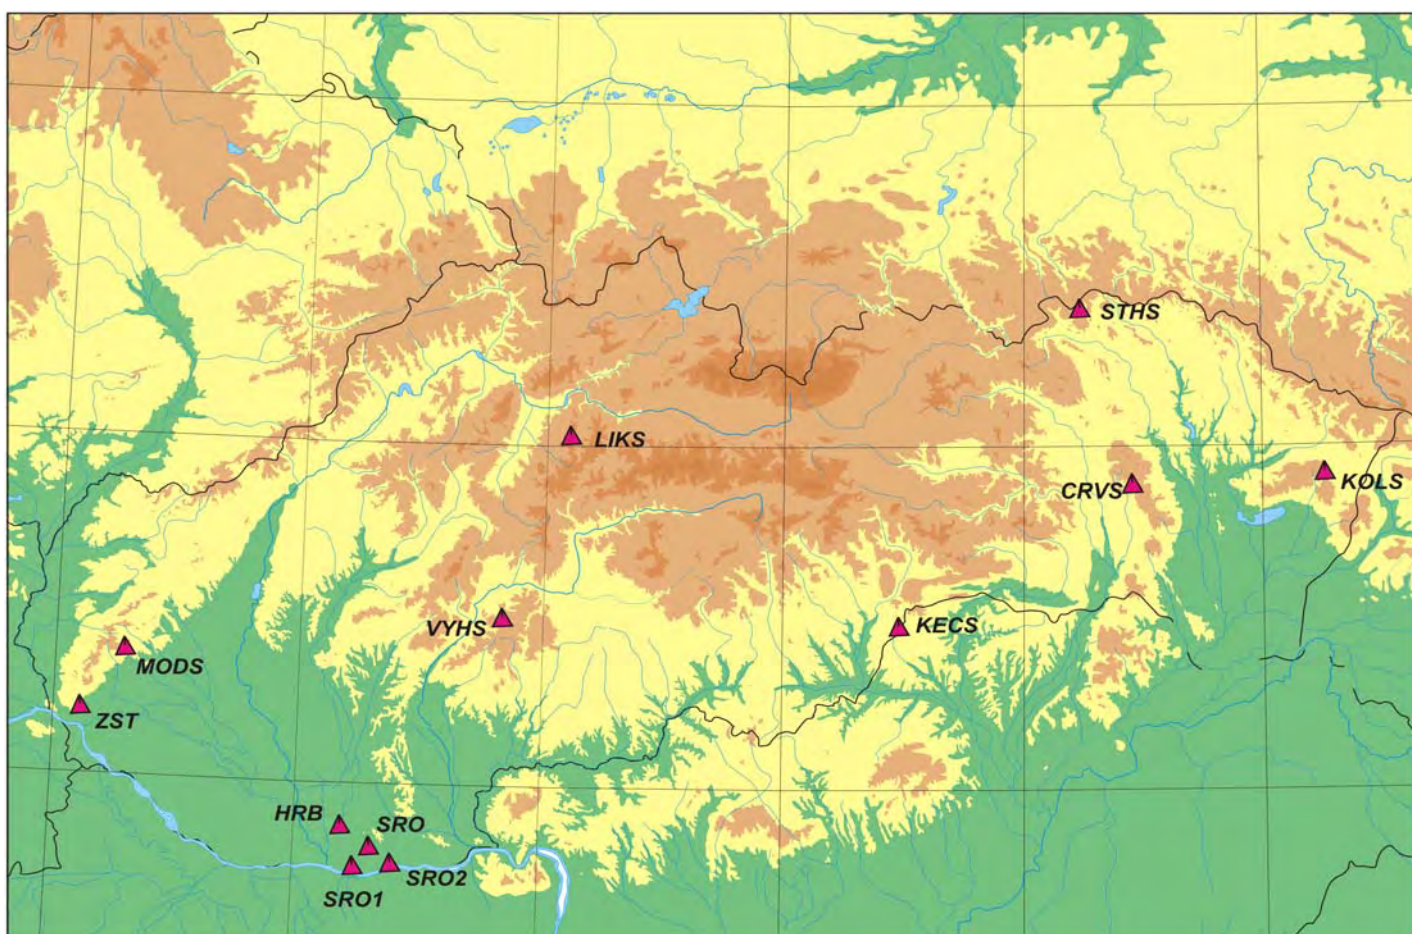 STHS
LIKS
CRVS
KOLS
VYHS
KECS
MODS
ZST
HRB
SRO
SRO2
SRO1